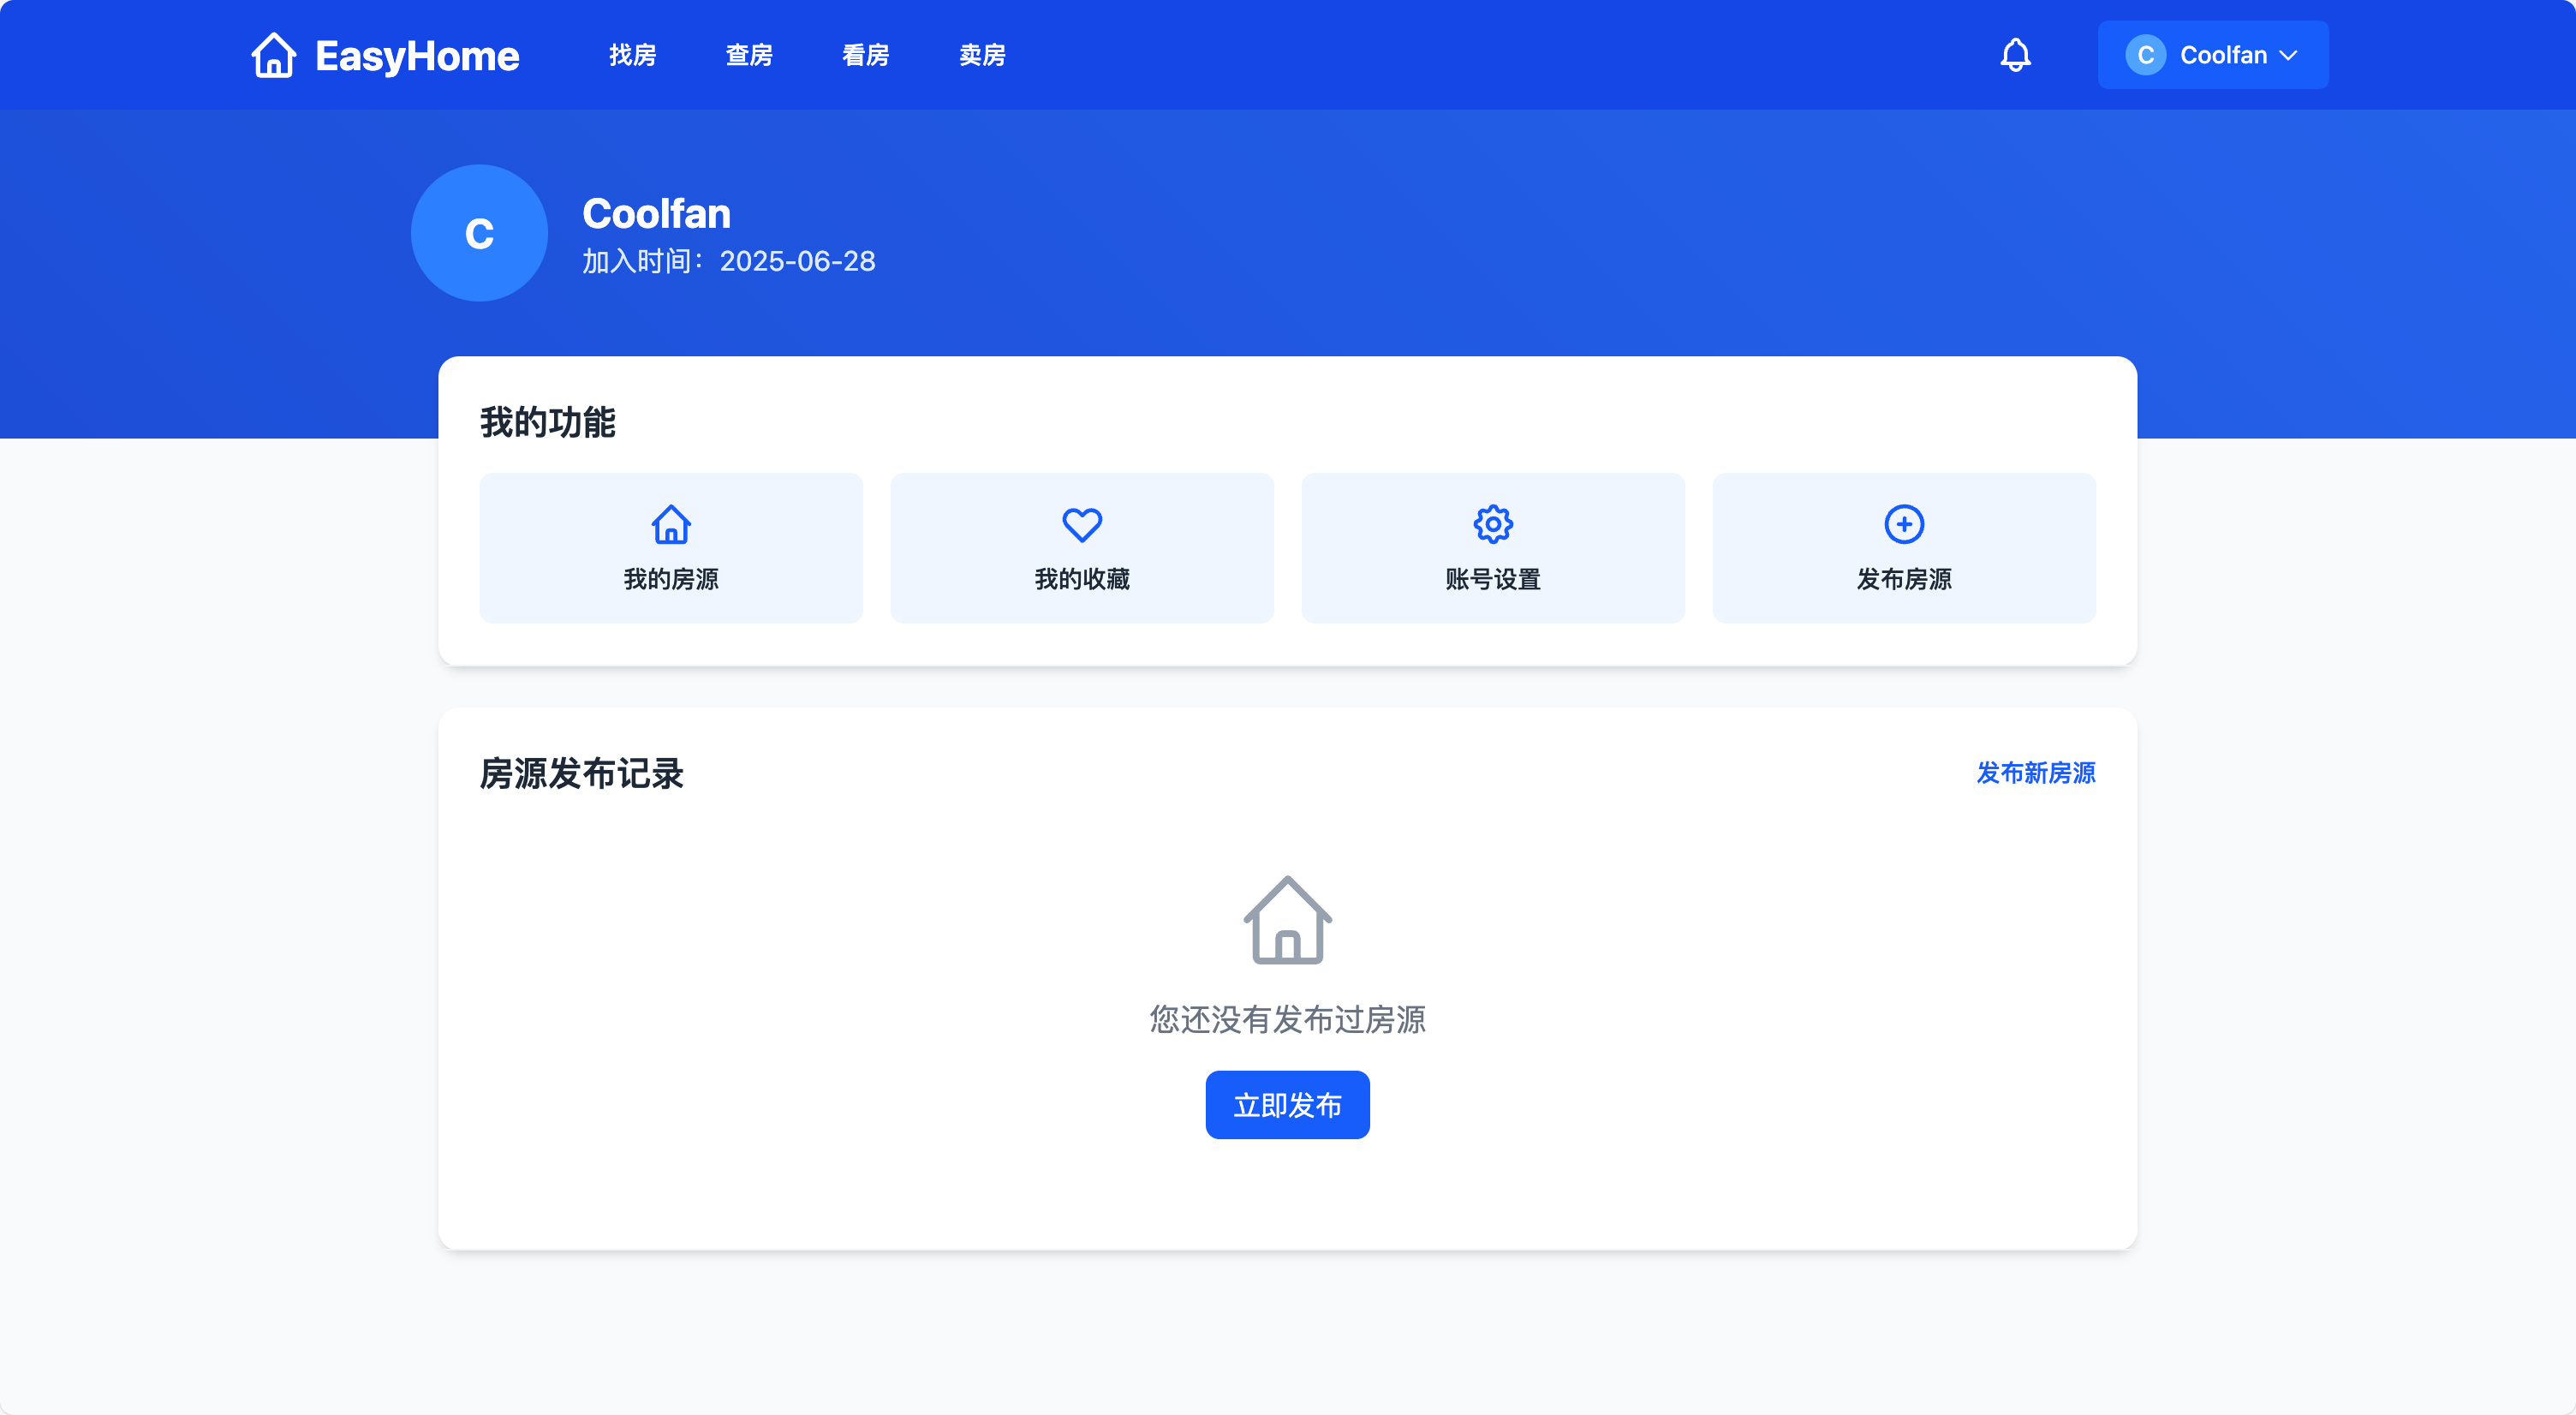 EasyHome 找房 查房 看房 卖房 C Coolfan
C
Coolfan
加入时间：2025-06-28
我的功能
我的房源 我的收藏 账号设置 发布房源
房源发布记录 发布新房源
您还没有发布过房源
立即发布